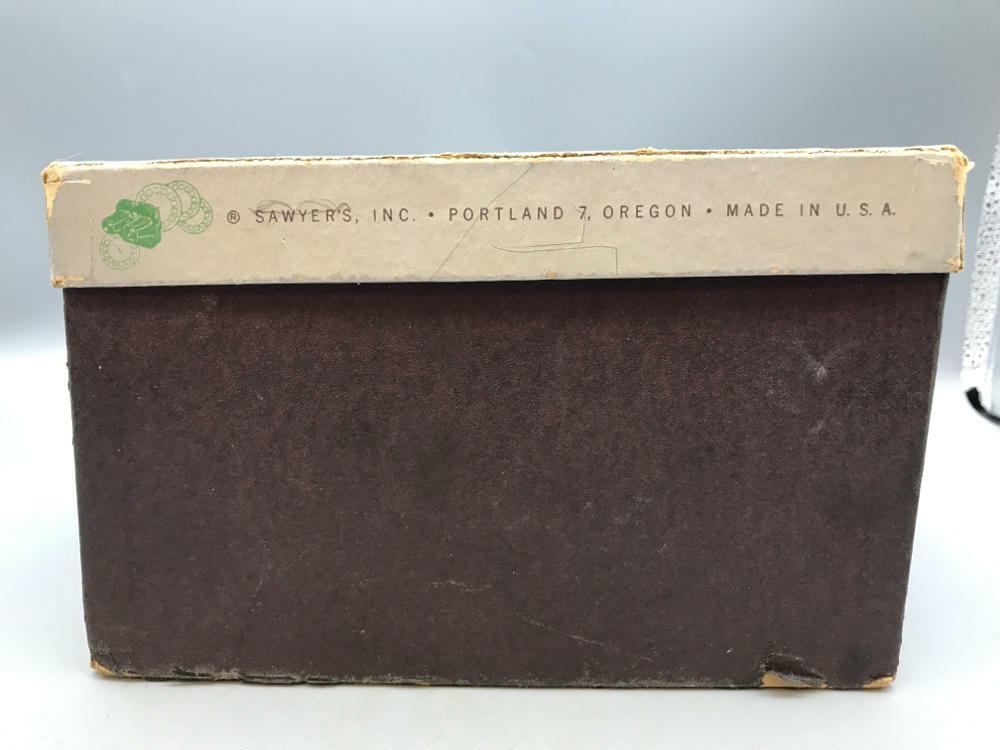 ® SAWYER'S, INC. • PORTLAND 7, OREGON • MADE IN U. S. A.